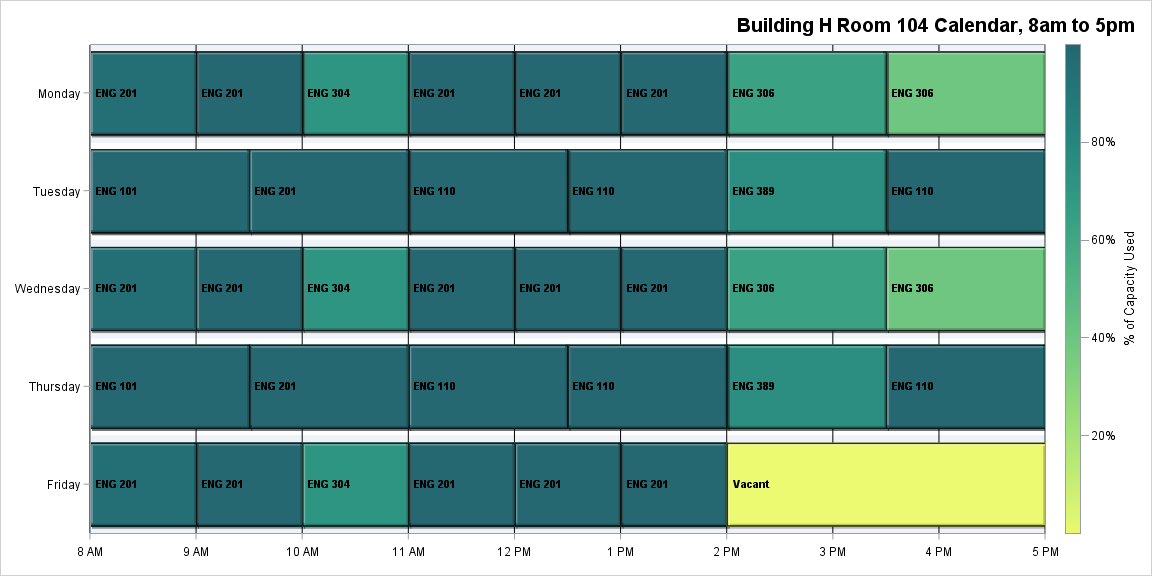 Building H Room 104 Calendar, 8am to 5pm
Monday
ENG 201
ENG 201
ENG 304
ENG 201
ENG 201
ENG 201
ENG 306
ENG 306
Tuesday
ENG 101
ENG 201
ENG 110
ENG 110
ENG 389
ENG 110
Wednesday
ENG 201
ENG 201
ENG 304
ENG 201
ENG 201
ENG 201
ENG 306
ENG 306
Thursday
ENG 101
ENG 201
ENG 110
ENG 110
ENG 389
ENG 110
Friday
ENG 201
ENG 201
ENG 304
ENG 201
ENG 201
ENG 201
Vacant
8 AM
9 AM
10 AM
11 AM
12 PM
1 PM
2 PM
3 PM
4 PM
5 PM
80%
60%
40%
20%
% of Capacity Used